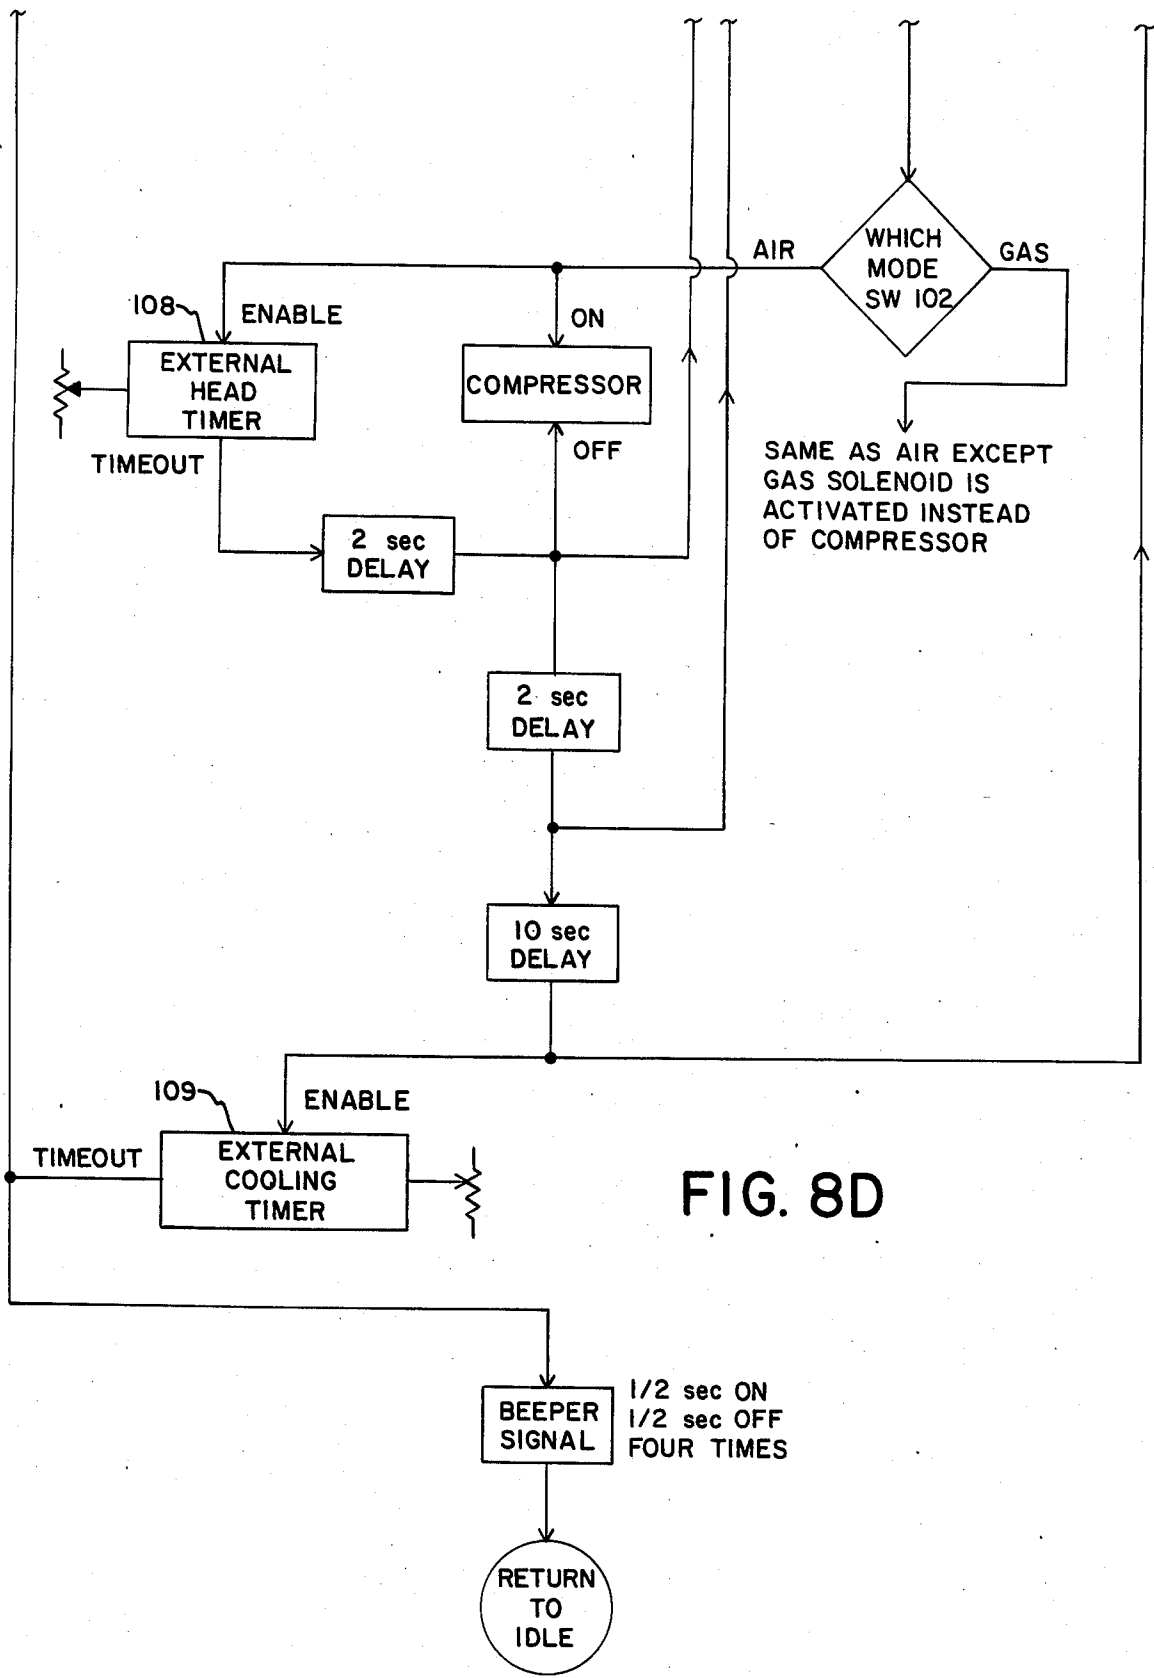 WHICH
MODE
SW 102
AIR
GAS
108
ENABLE
ON
EXTERNAL
HEAD
TIMER
COMPRESSOR
TIMEOUT
OFF
SAME AS AIR EXCEPT
GAS SOLENOID IS
ACTIVATED INSTEAD
OF COMPRESSOR
2 sec
DELAY
2 sec
DELAY
10 sec
DELAY
109
ENABLE
TIMEOUT
EXTERNAL
COOLING
TIMER
FIG. 8D
BEEPER
SIGNAL
1/2 sec ON
1/2 sec OFF
FOUR TIMES
RETURN
TO
IDLE